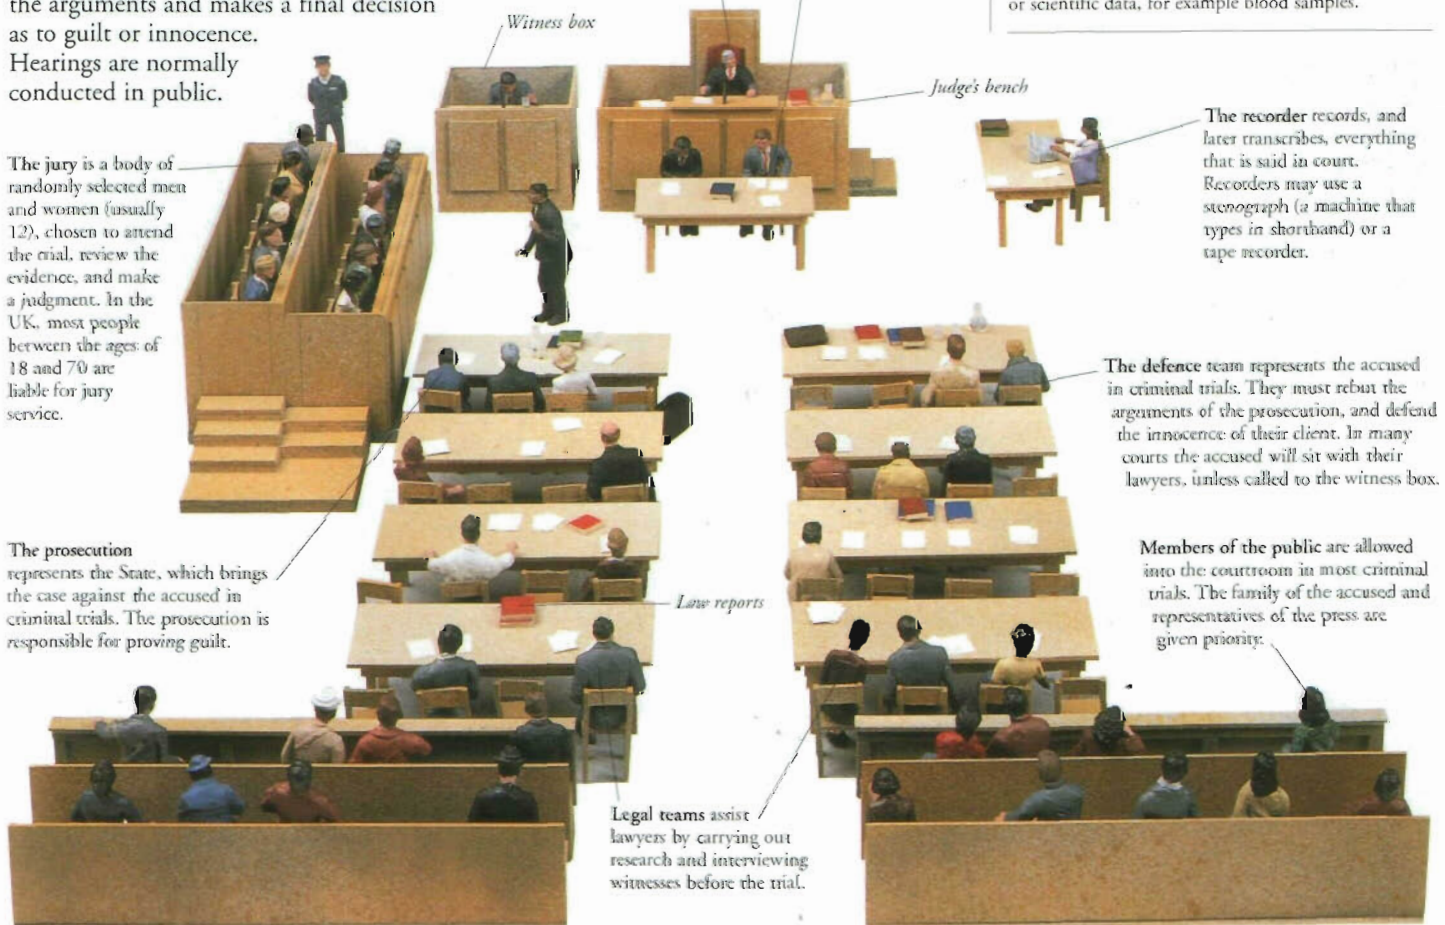 the arguments and makes a final decision
as to guilt or innocence.
Hearings are normally
conducted in public.
Witness box
or scientific data, for example blood samples.
Judge's bench
The jury is a body of
randomly selected men
and women (usually
12), chosen to attend
the trial, review the
evidence, and make
a judgment. In the
UK, most people
between the ages of
18 and 70 are
liable for jury
service.
The recorder records, and
later transcribes, everything
that is said in court.
Recorders may use a
stenograph (a machine that
types in shorthand) or a
tape recorder.
The defence team represents the accused
in criminal trials. They must rebut the
arguments of the prosecution, and defend
the innocence of their client. In many
courts the accused will sit with their
lawyers, unless called to the witness box.
The prosecution
represents the State, which brings
the case against the accused in
criminal trials. The prosecution is
responsible for proving guilt.
Law reports
Members of the public are allowed
into the courtroom in most criminal
trials. The family of the accused and
representatives of the press are
given priority.
Legal teams assist
lawyers by carrying out
research and interviewing
witnesses before the trial.